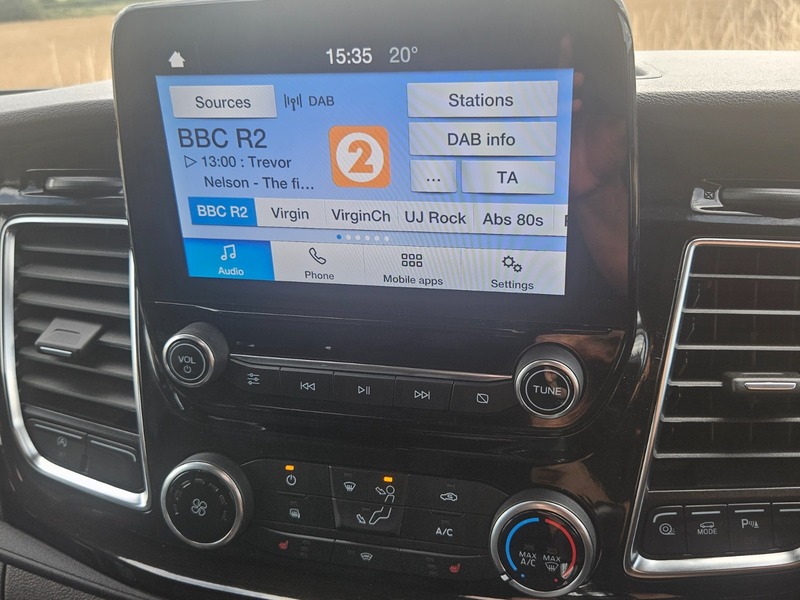 15:35 20°
Sources DAB Stations
BBC R2
2
DAB info
▷ 13:00 : Trevor
Nelson - The fi...
... TA
BBC R2 Virgin VirginCh UJ Rock Abs 80s
Audio Phone Mobile apps Settings
VOL
TUNE
A/C
MAX A/C MAX
MODE
P